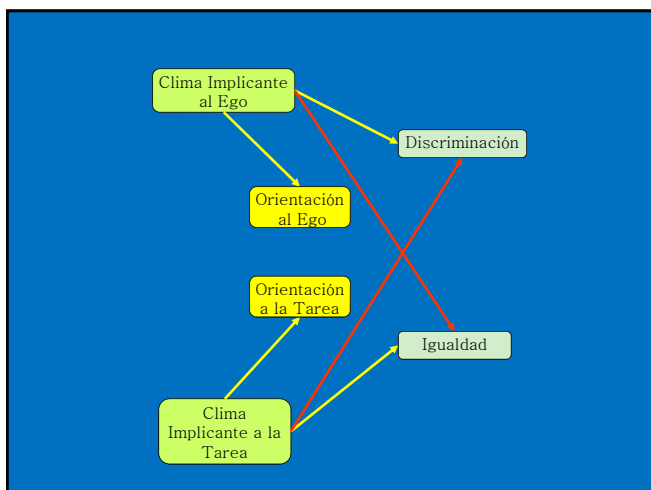 Clima Implicante
al Ego
Discriminación
Orientación
al Ego
Orientación
a la Tarea
Igualdad
Clima
Implicante a la
Tarea